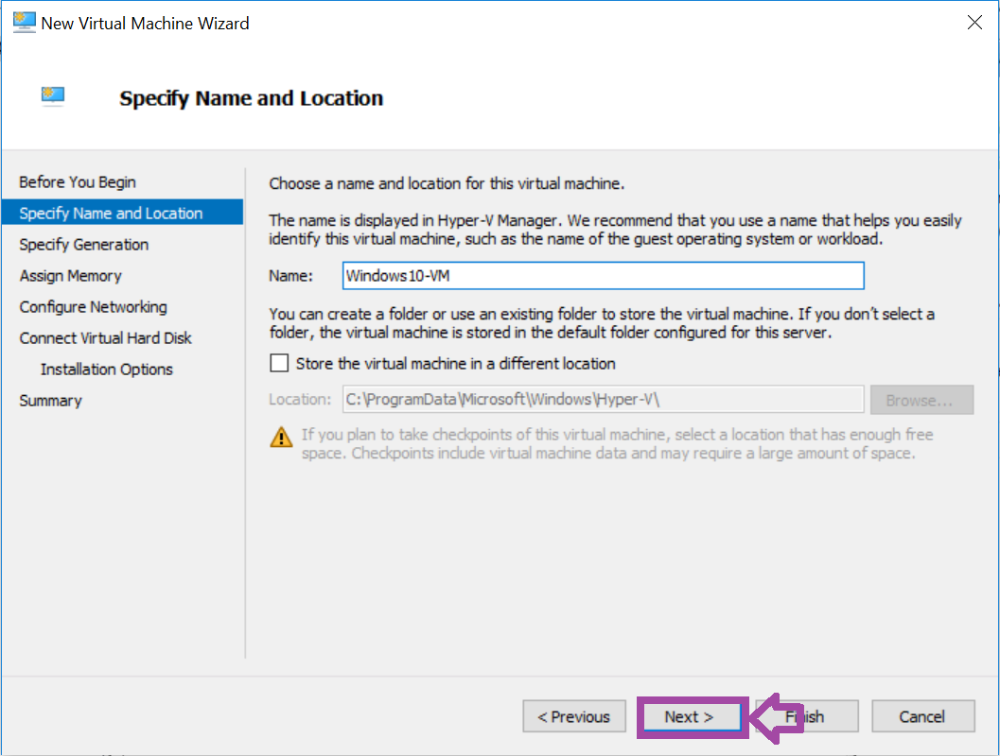 New Virtual Machine Wizard
Specify Name and Location
Before You Begin
Specify Name and Location
Specify Generation
Assign Memory
Configure Networking
Connect Virtual Hard Disk
Installation Options
Summary
Choose a name and location for this virtual machine.
The name is displayed in Hyper-V Manager. We recommend that you use a name that helps you easily
identify this virtual machine, such as the name of the guest operating system or workload.
Name: Windows10-VM
You can create a folder or use an existing folder to store the virtual machine. If you don't select a
folder, the virtual machine is stored in the default folder configured for this server.
Store the virtual machine in a different location
Location: C:\ProgramData\Microsoft\Windows\Hyper-V\ Browse...
If you plan to take checkpoints of this virtual machine, select a location that has enough free
space. Checkpoints include virtual machine data and may require a large amount of space.
< Previous Next > Finish Cancel